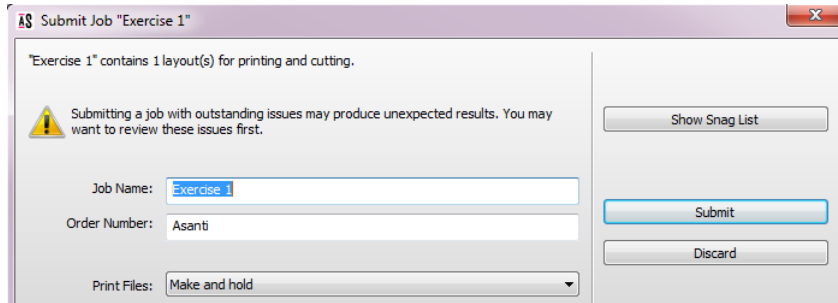 AS Submit Job "Exercise 1"
x
"Exercise 1" contains 1 layout(s) for printing and cutting.
Submitting a job with outstanding issues may produce unexpected results. You may
want to review these issues first.
Show Snag List
Job Name: Exercise 1
Submit
Order Number: Asanti
Discard
Print Files: Make and hold